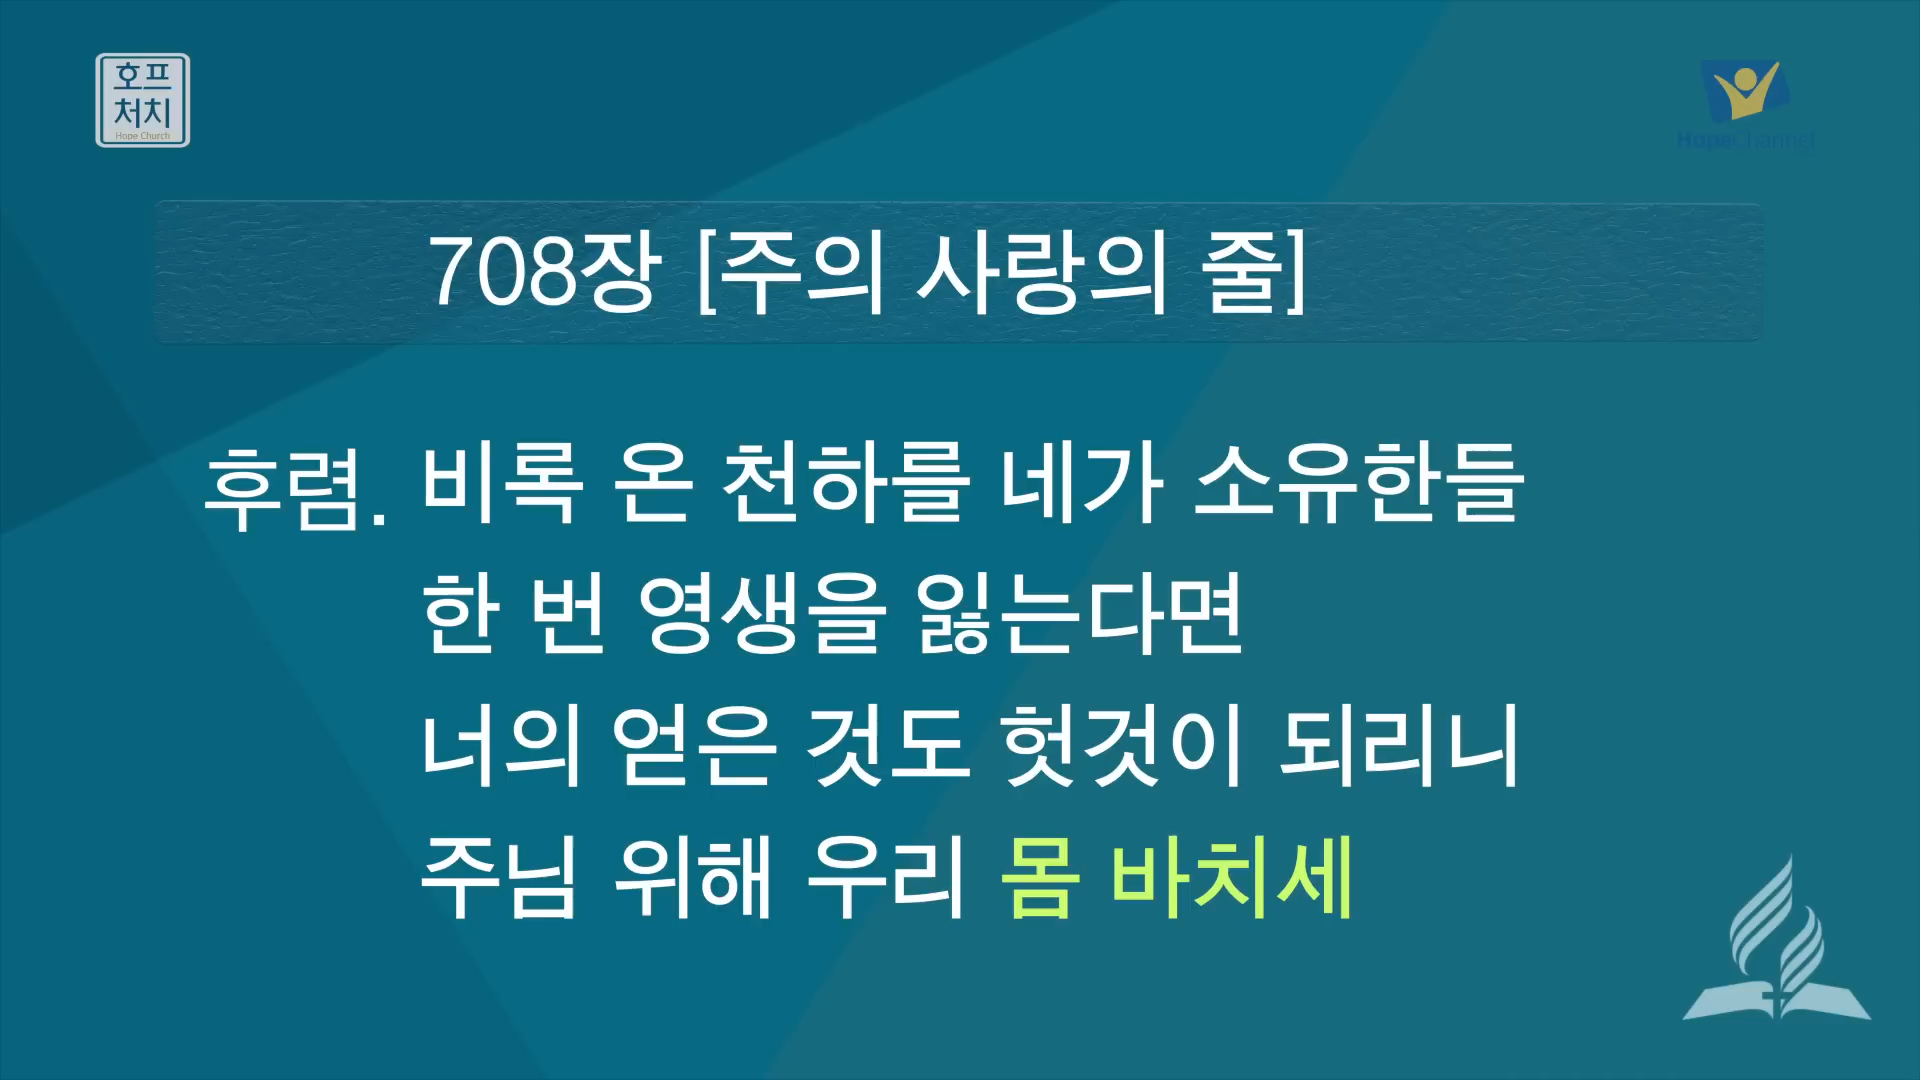 호프
처치
Hope Church
HopeChannel
708장 [주의 사랑의 줄]
후렴. 비록 온 천하를 네가 소유한들
한 번 영생을 잃는다면
너의 얻은 것도 헛것이 되리니
주님 위해 우리 몸 바치세